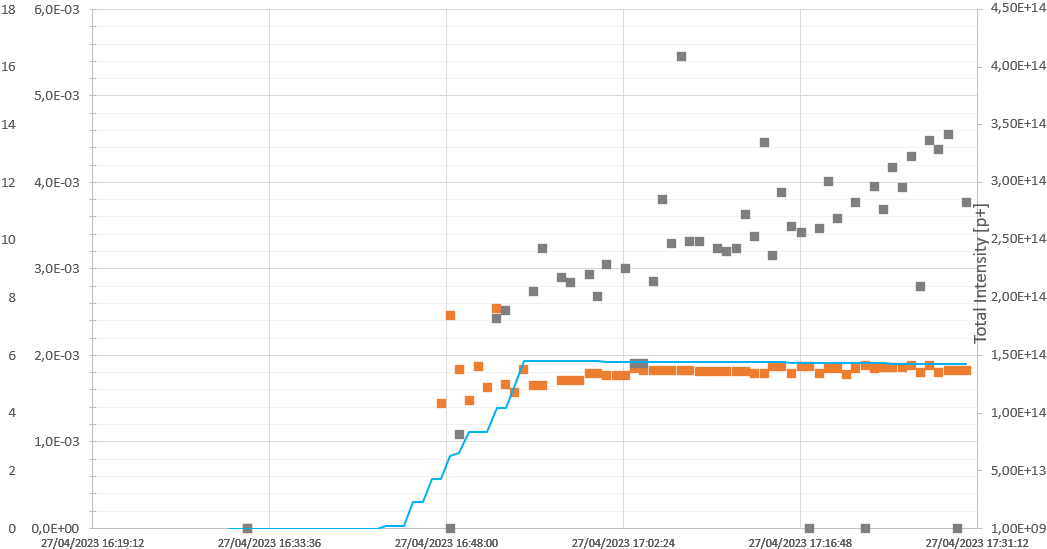 18 6,0E-03 4,50E+14
16 4,00E+14
5,0E-03
14 3,50E+14
12 4,0E-03 3,00E+14
10 2,50E+14
3,0E-03
8 2,00E+14
6 2,0E-03 1,50E+14
4 1,00E+14
1,0E-03
2 5,00E+13
0 0,0E+00 1,00E+09
27/04/2023 16:19:12 27/04/2023 16:33:36 27/04/2023 16:48:00 27/04/2023 17:02:24 27/04/2023 17:16:48 27/04/2023 17:31:12
Total Intensity [p+]